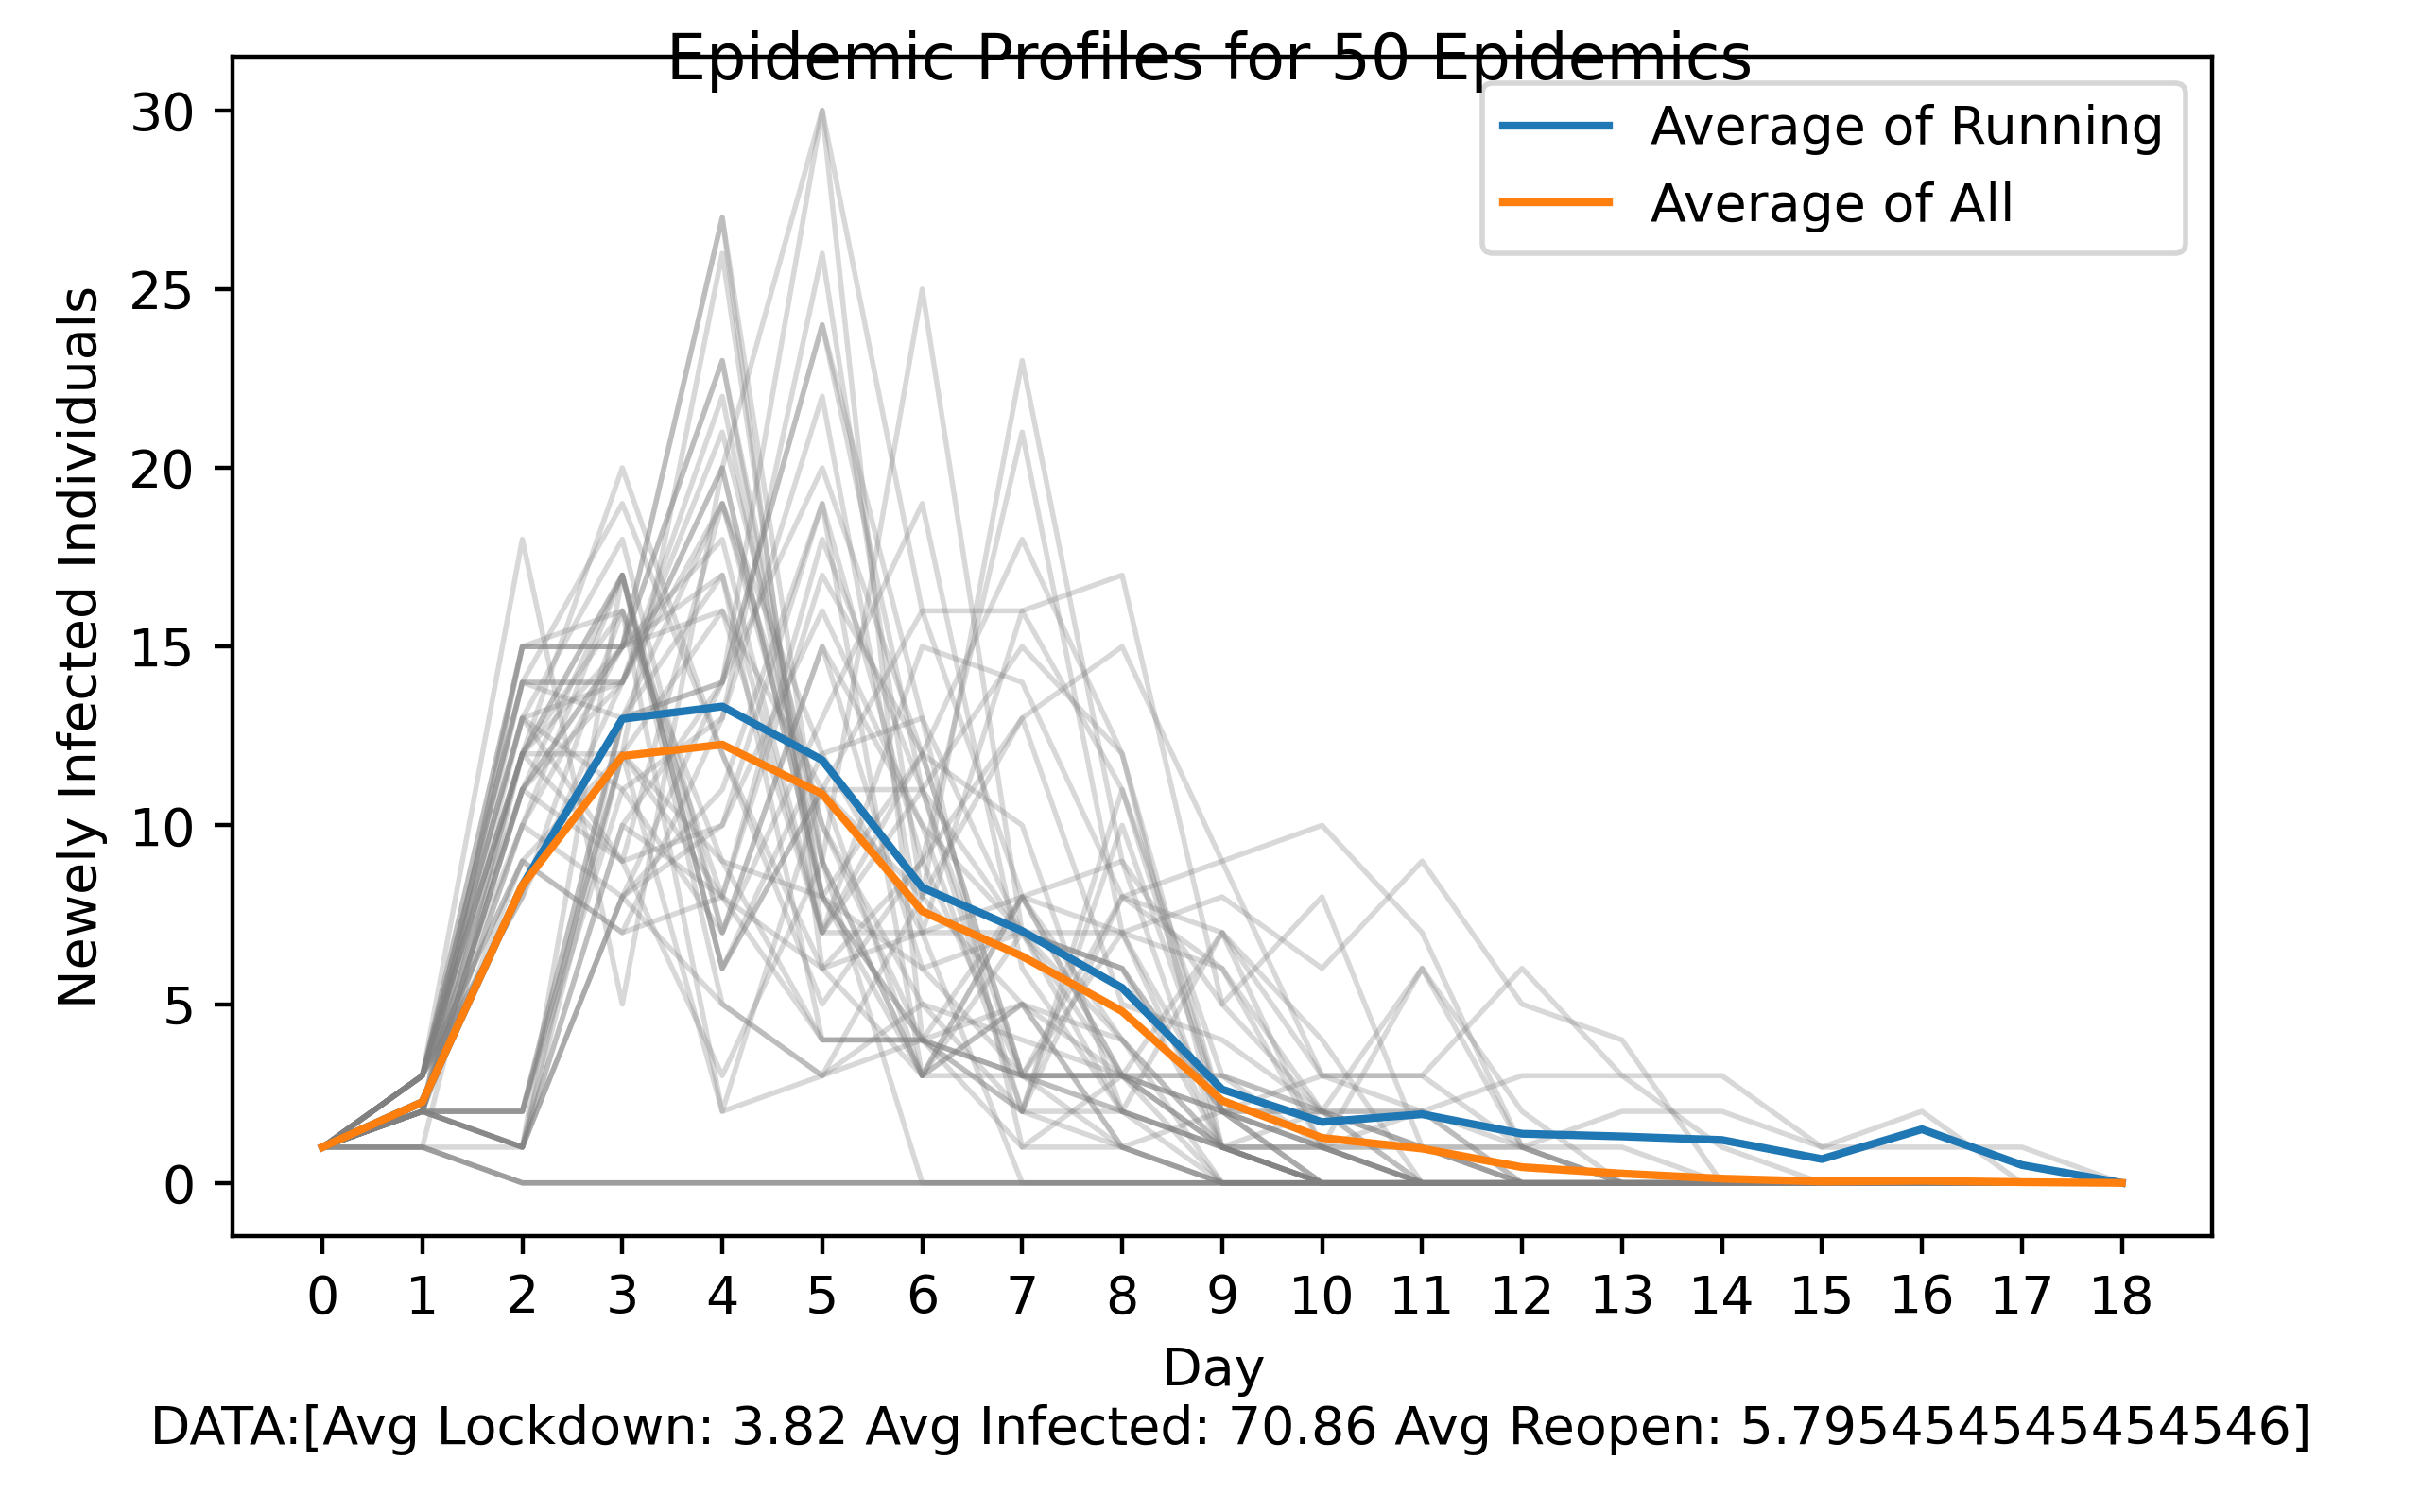 Epidemic Profiles for 50 Epidemics
Average of Running
Average of All
Newely Infected Individuals
30
25
20
15
10
5
0
0 1 2 3 4 5 6 7 8 9 10 11 12 13 14 15 16 17 18
Day
DATA:[Avg Lockdown: 3.82 Avg Infected: 70.86 Avg Reopen: 5.795454545454546]